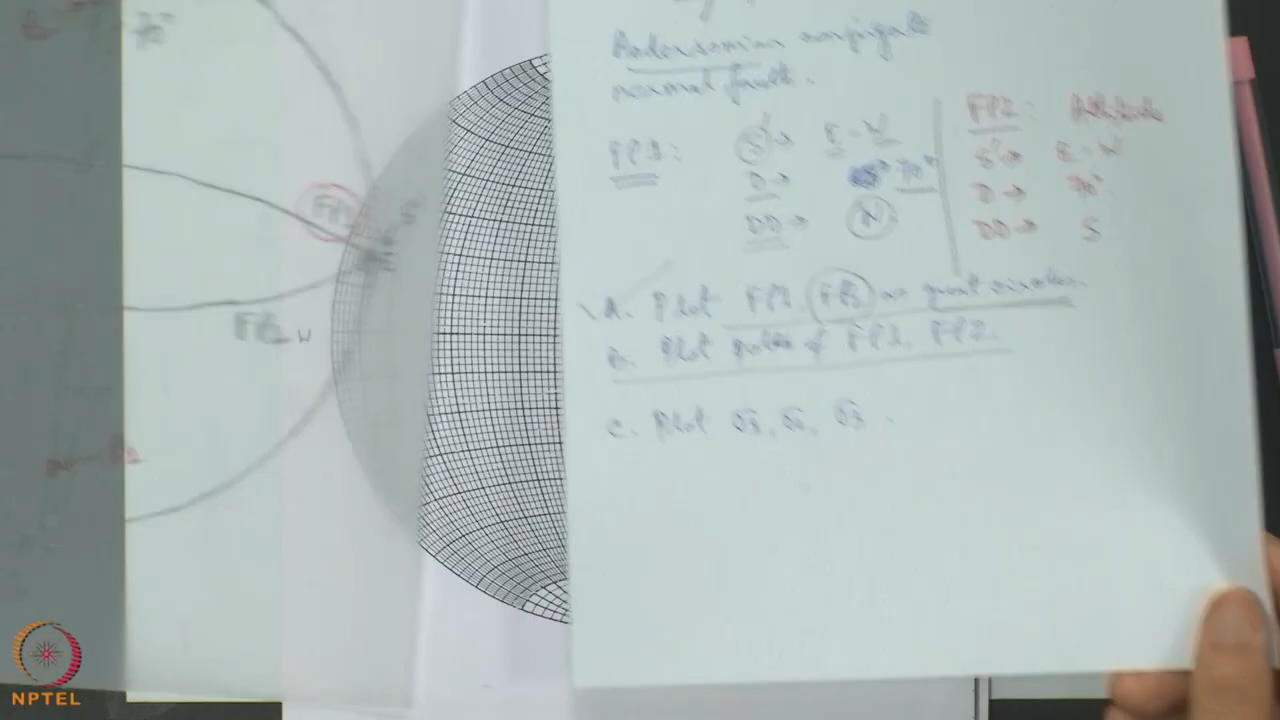 Andersonian conjugate
normal fault.
FP1: S → E-W
D → 70°
DD → N
FP2: Attitude
S → E-W
D → 70°
DD → S
A. Plot FP1, FP2 as great circles.
B. Plot poles of FP1, FP2.
C. Plot σ1, σ2, σ3.
FP1
FP2
W
NPTEL